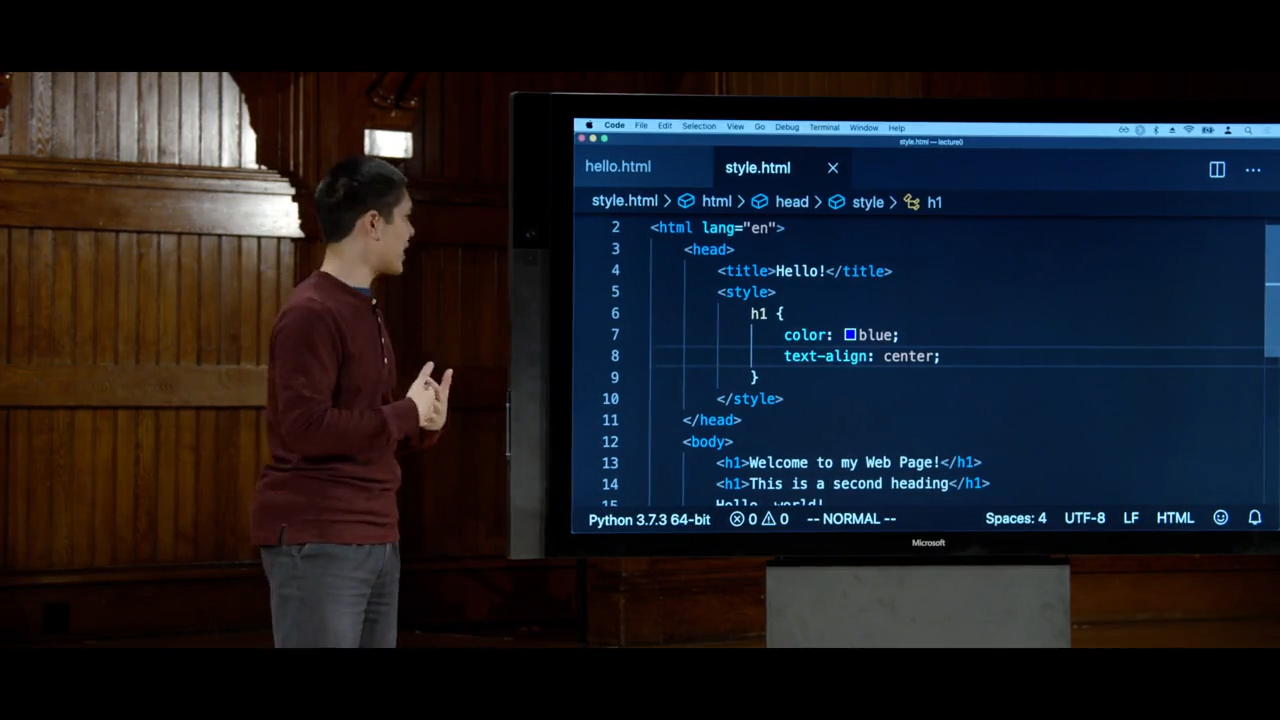 Code File Edit Selection View Go Debug Terminal Window Help
style.html — lecture0
hello.html style.html
style.html > html > head > style > h1
2 <html lang="en">
3 <head>
4 <title>Hello!</title>
5 <style>
6 h1 {
7 color: blue;
8 text-align: center;
9 }
10 </style>
11 </head>
12 <body>
13 <h1>Welcome to my Web Page!</h1>
14 <h1>This is a second heading</h1>
15 Hello, world!
Python 3.7.3 64-bit 0 0 -- NORMAL -- Spaces: 4 UTF-8 LF HTML
Microsoft